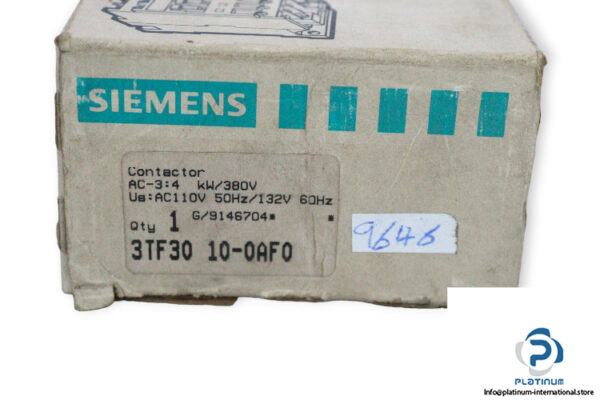 SIEMENS
Contactor
AC-3:4 kW/380V
Us:AC110V 50Hz/132V 60Hz
G/9146704*
Qty 1
3TF30 10-0AF0
9646
PLATINUM
Info@platinum-international.store